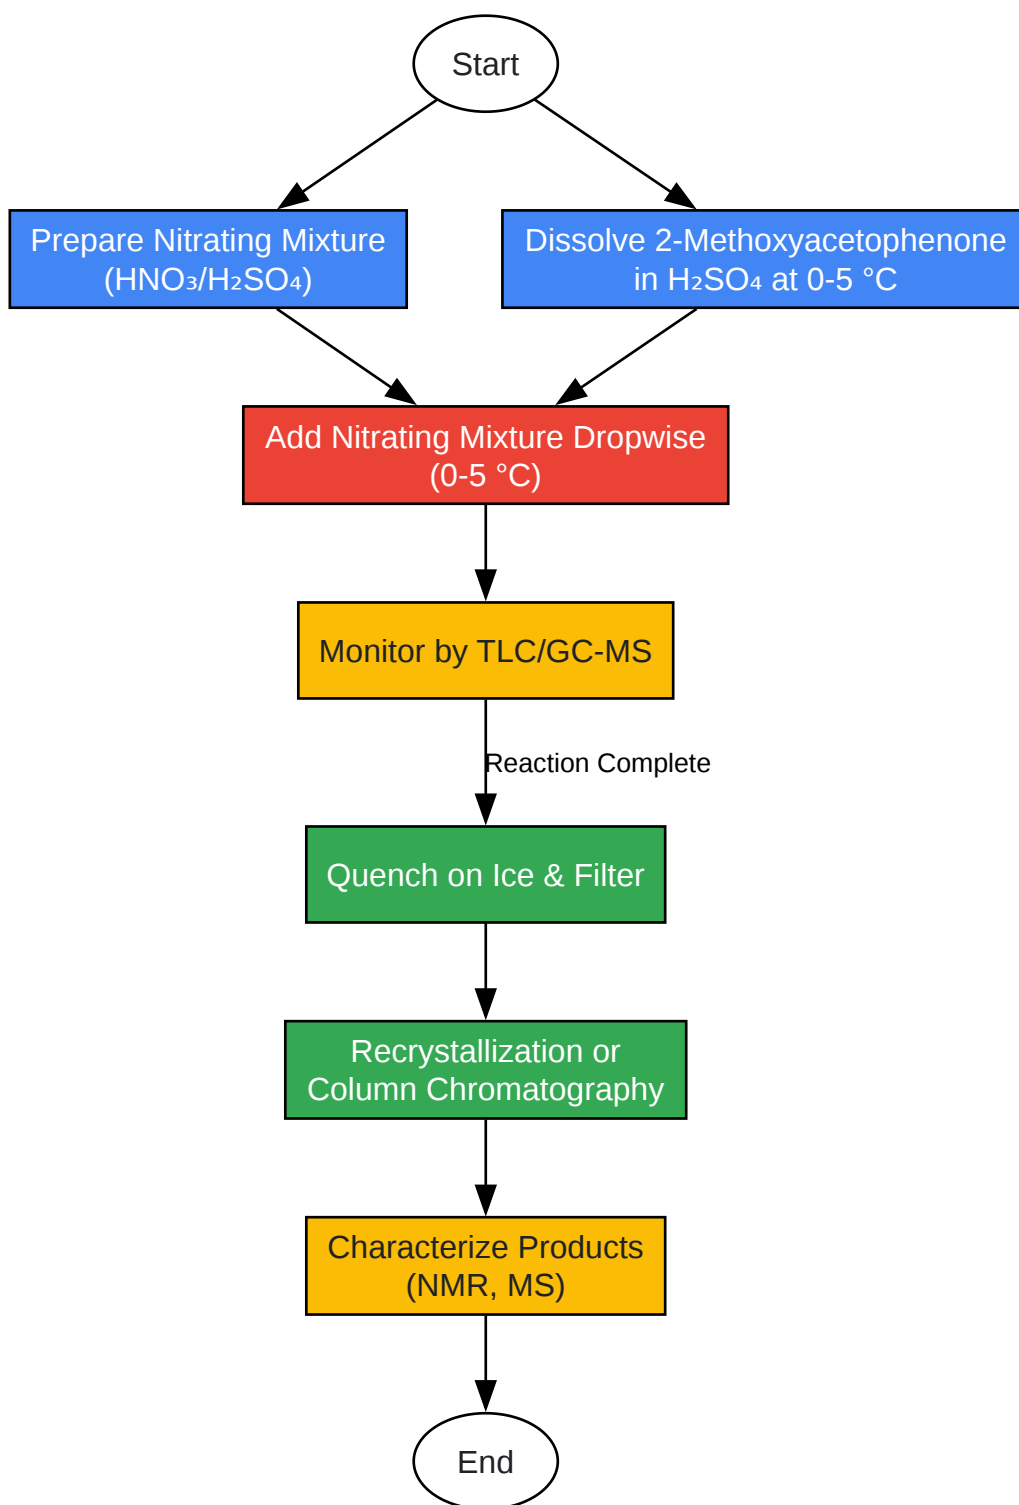 Start
Prepare Nitrating Mixture
(HNO₃/H₂SO₄)
Dissolve 2-Methoxyacetophenone
in H₂SO₄ at 0-5 °C
Add Nitrating Mixture Dropwise
(0-5 °C)
Monitor by TLC/GC-MS
Reaction Complete
Quench on Ice & Filter
Recrystallization or
Column Chromatography
Characterize Products
(NMR, MS)
End